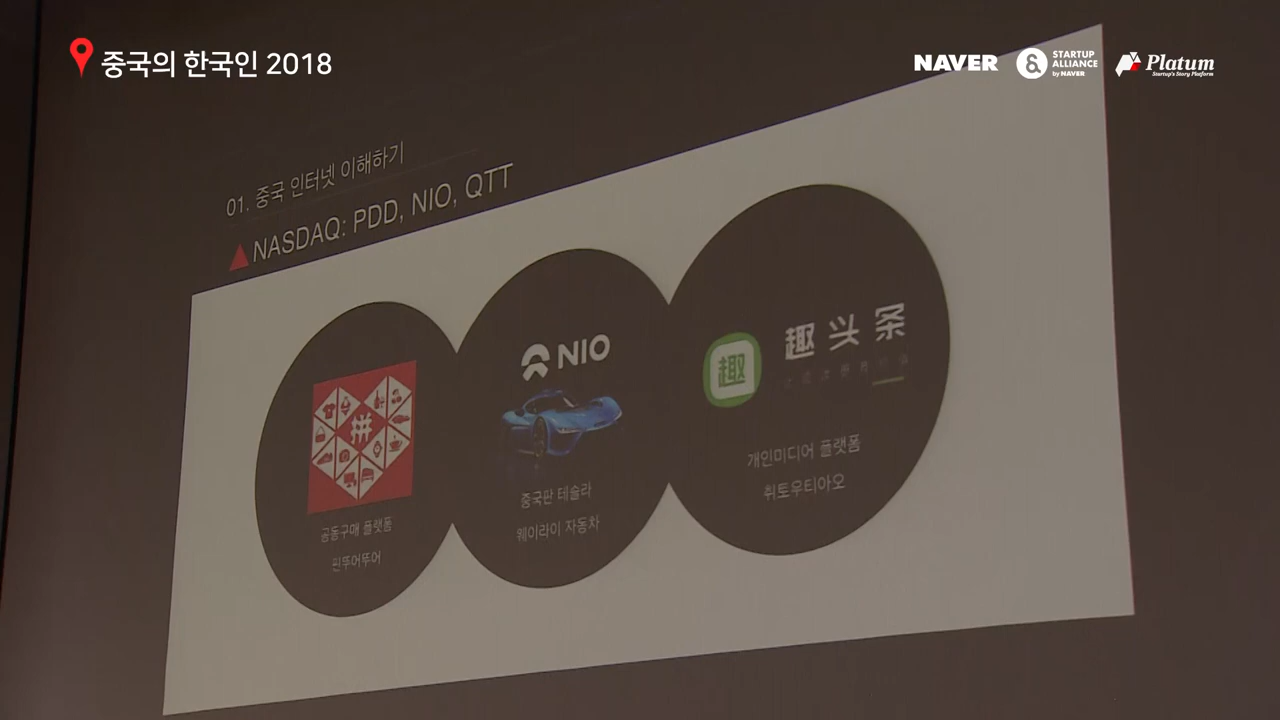 중국의 한국인 2018
NAVER
&
STARTUP
ALLIANCE
by NAVER
Platum
Startup's Story Platform
01. 중국 인터넷 이해하기
NASDAQ: PDD, NIO, QTT
拼
공동구매 플랫폼
핀뚜어뚜어
NIO
중국판 테슬라
웨이라이 자동차
趣
趣头条
개인미디어 플랫폼
취토우티아오